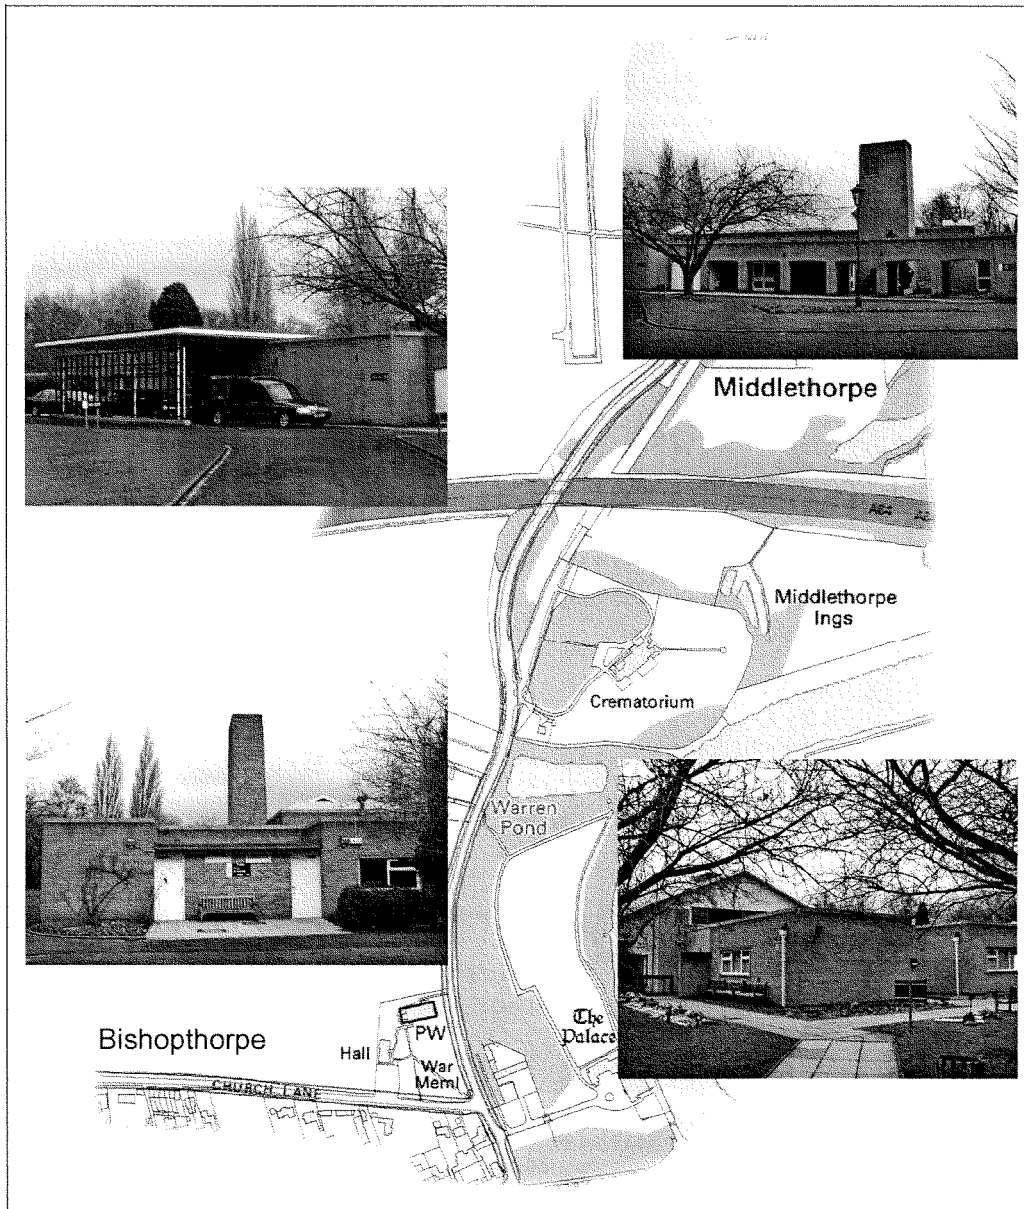 Middlethorpe
A64
Middlethorpe
Ings
Crematorium
Warren
Pond
The
Palace
Bishopthorpe
PW
Hall
War
Meml
CHURCH LANE